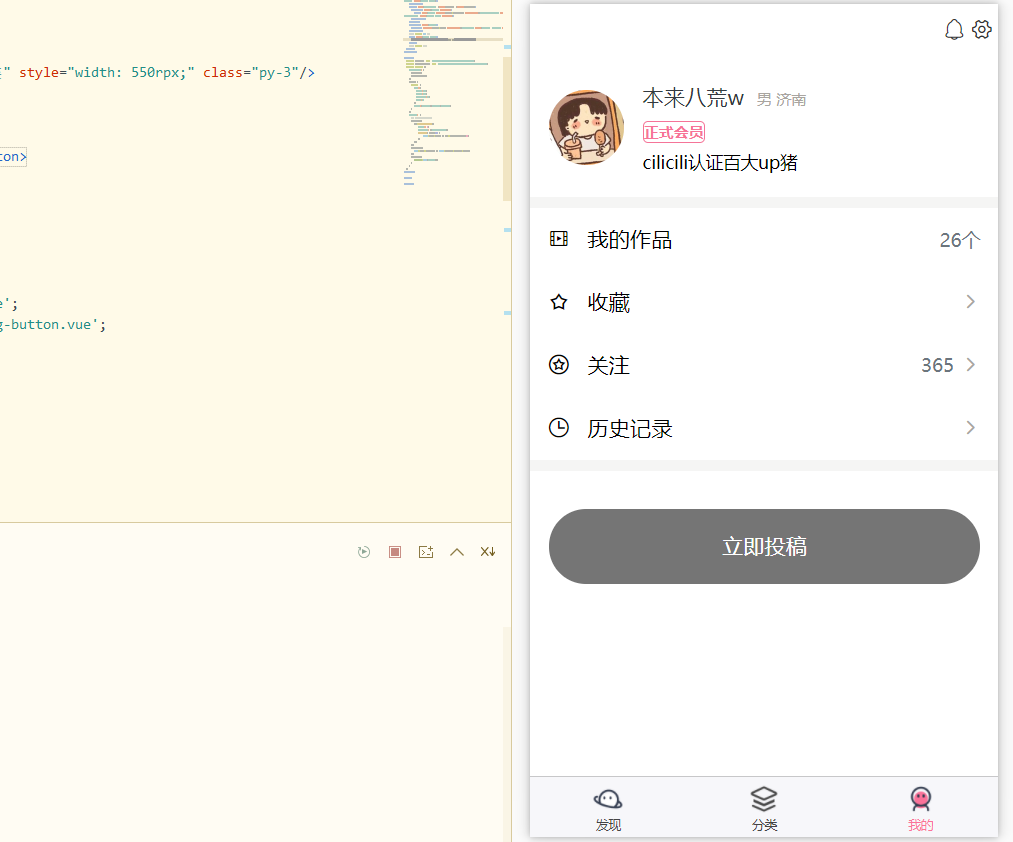 " style="width: 550rpx;" class="py-3"/>
ton>
e';
g-button.vue';
本来八荒w 男 济南
正式会员
cilicili认证百大up猪
我的作品 26个
收藏
关注 365
历史记录
立即投稿
发现 分类 我的